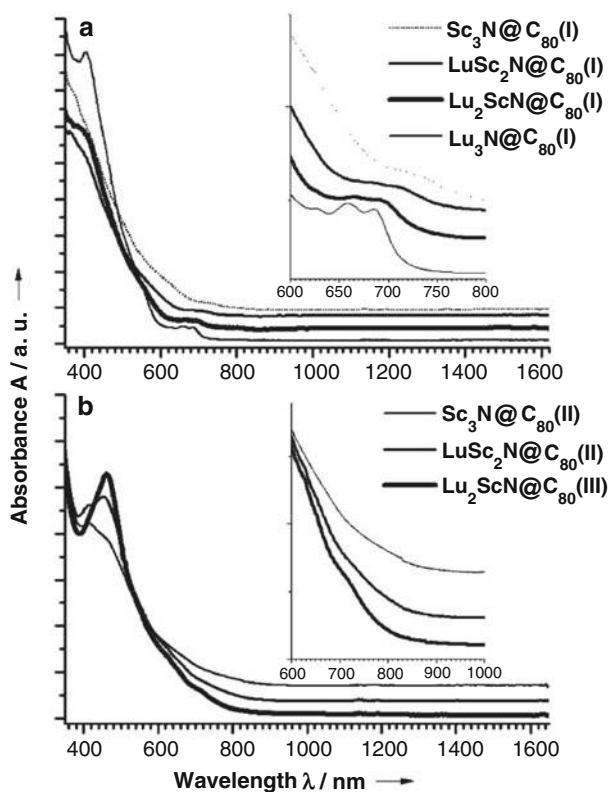 a
Sc₃N@C₈₀(I)
LuSc₂N@C₈₀(I)
Lu₂ScN@C₈₀(I)
Lu₃N@C₈₀(I)
600 650 700 750 800
400 600 800 1000 1200 1400 1600
Absorbance A / a. u.
b
Sc₃N@C₈₀(II)
LuSc₂N@C₈₀(II)
Lu₂ScN@C₈₀(III)
600 700 800 900 1000
400 600 800 1000 1200 1400 1600
Wavelength λ / nm